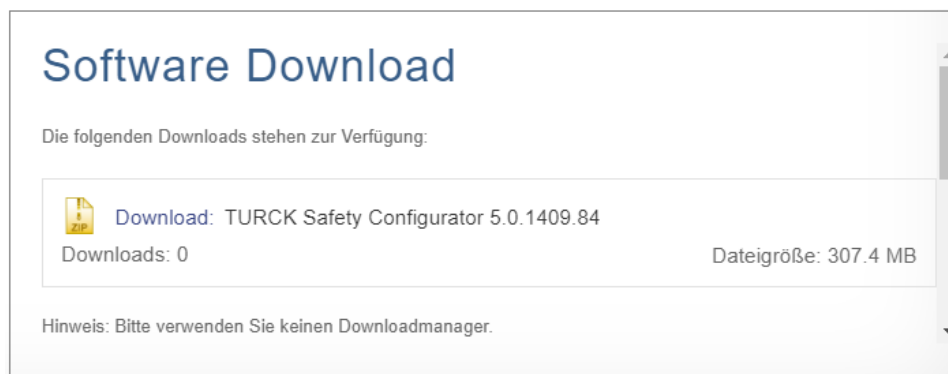 Software Download
Die folgenden Downloads stehen zur Verfügung:
ZIP
Download: TURCK Safety Configurator 5.0.1409.84
Downloads: 0
Dateigröße: 307.4 MB
Hinweis: Bitte verwenden Sie keinen Downloadmanager.